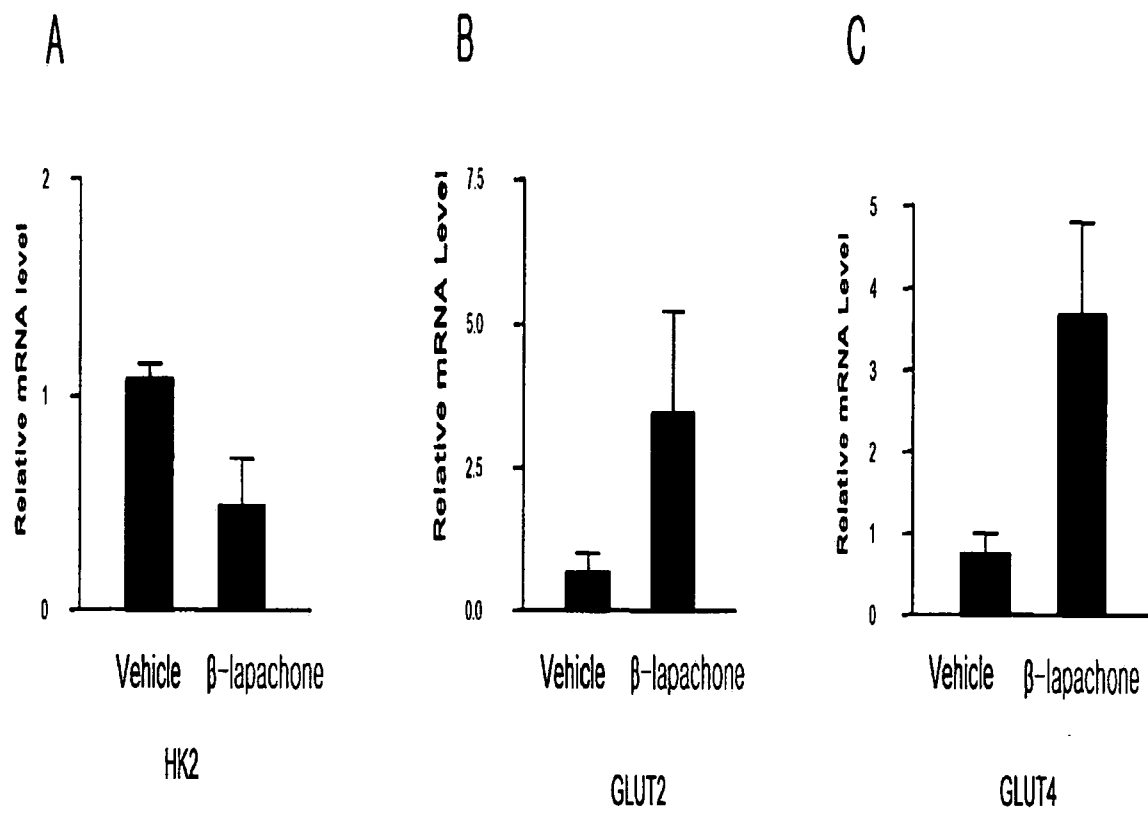 A
B
C
Relative mRNA level
2
1
0
Vehicle β-lapachone
HK2
Relative mRNA Level
7.5
5.0
2.5
0.0
Vehicle β-lapachone
GLUT2
Relative mRNA Level
5
4
3
2
1
0
Vehicle β-lapachone
GLUT4